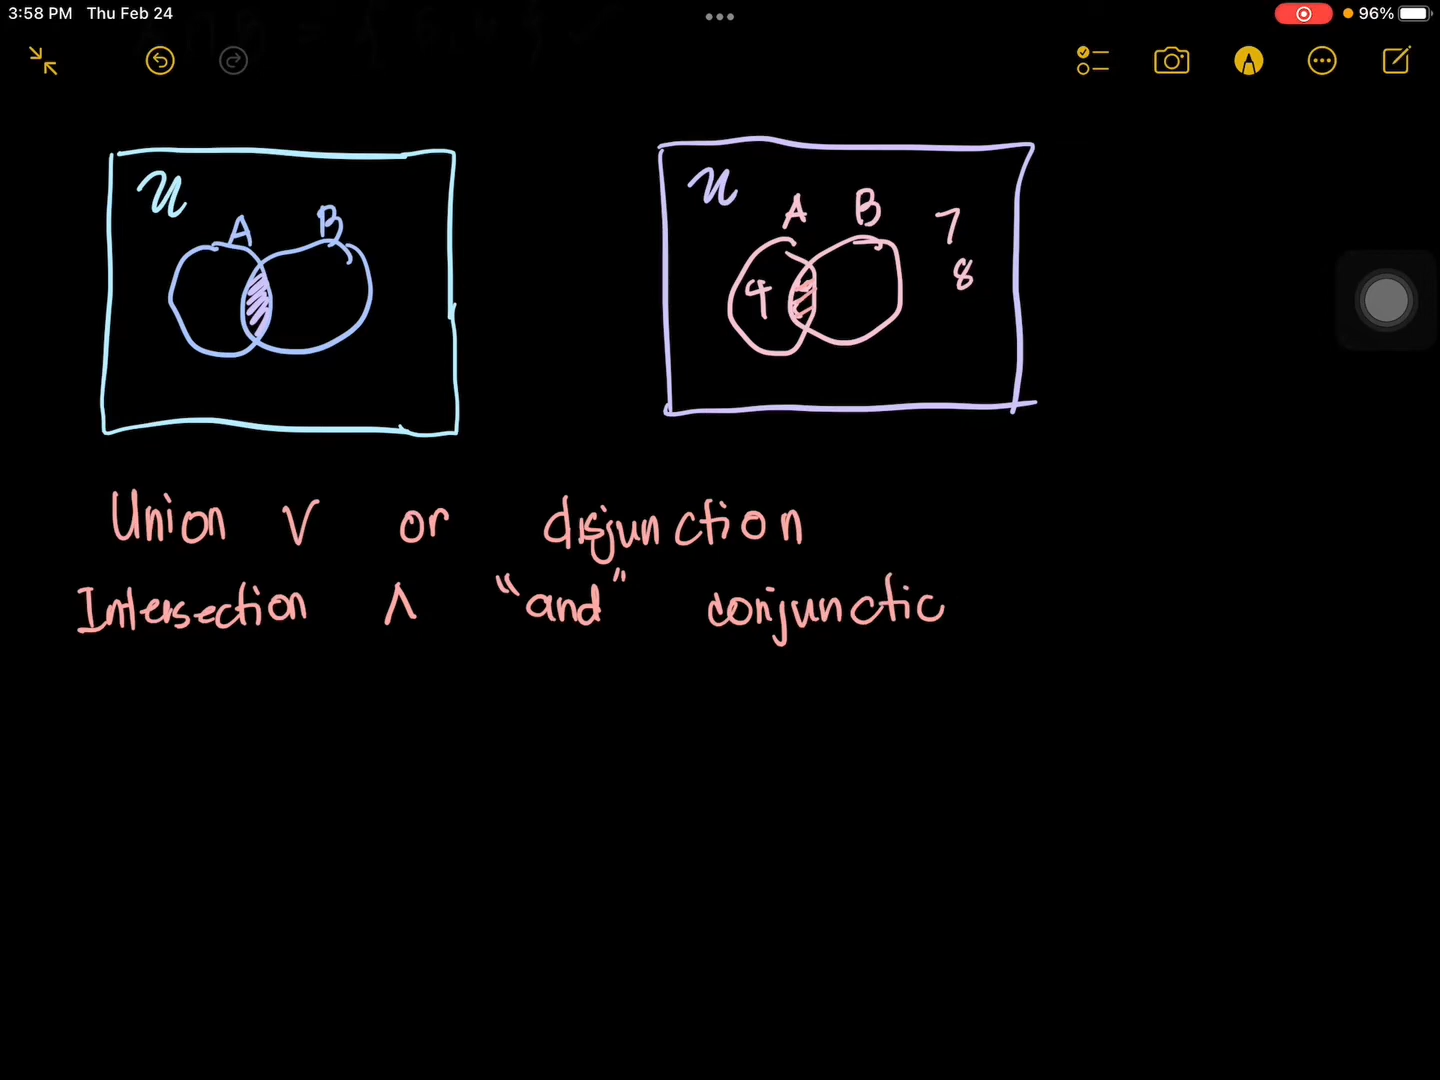 3:58 PM Thu Feb 24
96%
U
A B
U
A B 7
8
4
Union V or disjunction
Intersection Λ "and" conjunctic